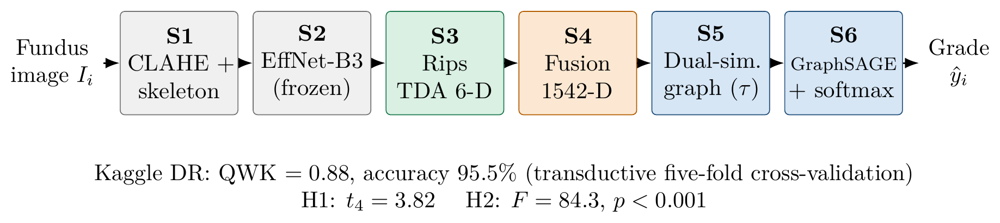 Fundus
image I_i
S1
CLAHE +
skeleton
S2
EffNet-B3
(frozen)
S3
Rips
TDA 6-D
S4
Fusion
1542-D
S5
Dual-sim.
graph (τ)
S6
GraphSAGE
+ softmax
Grade
ŷ_i
Kaggle DR: QWK = 0.88, accuracy 95.5% (transductive five-fold cross-validation)
H1: t_4 = 3.82 H2: F = 84.3, p < 0.001